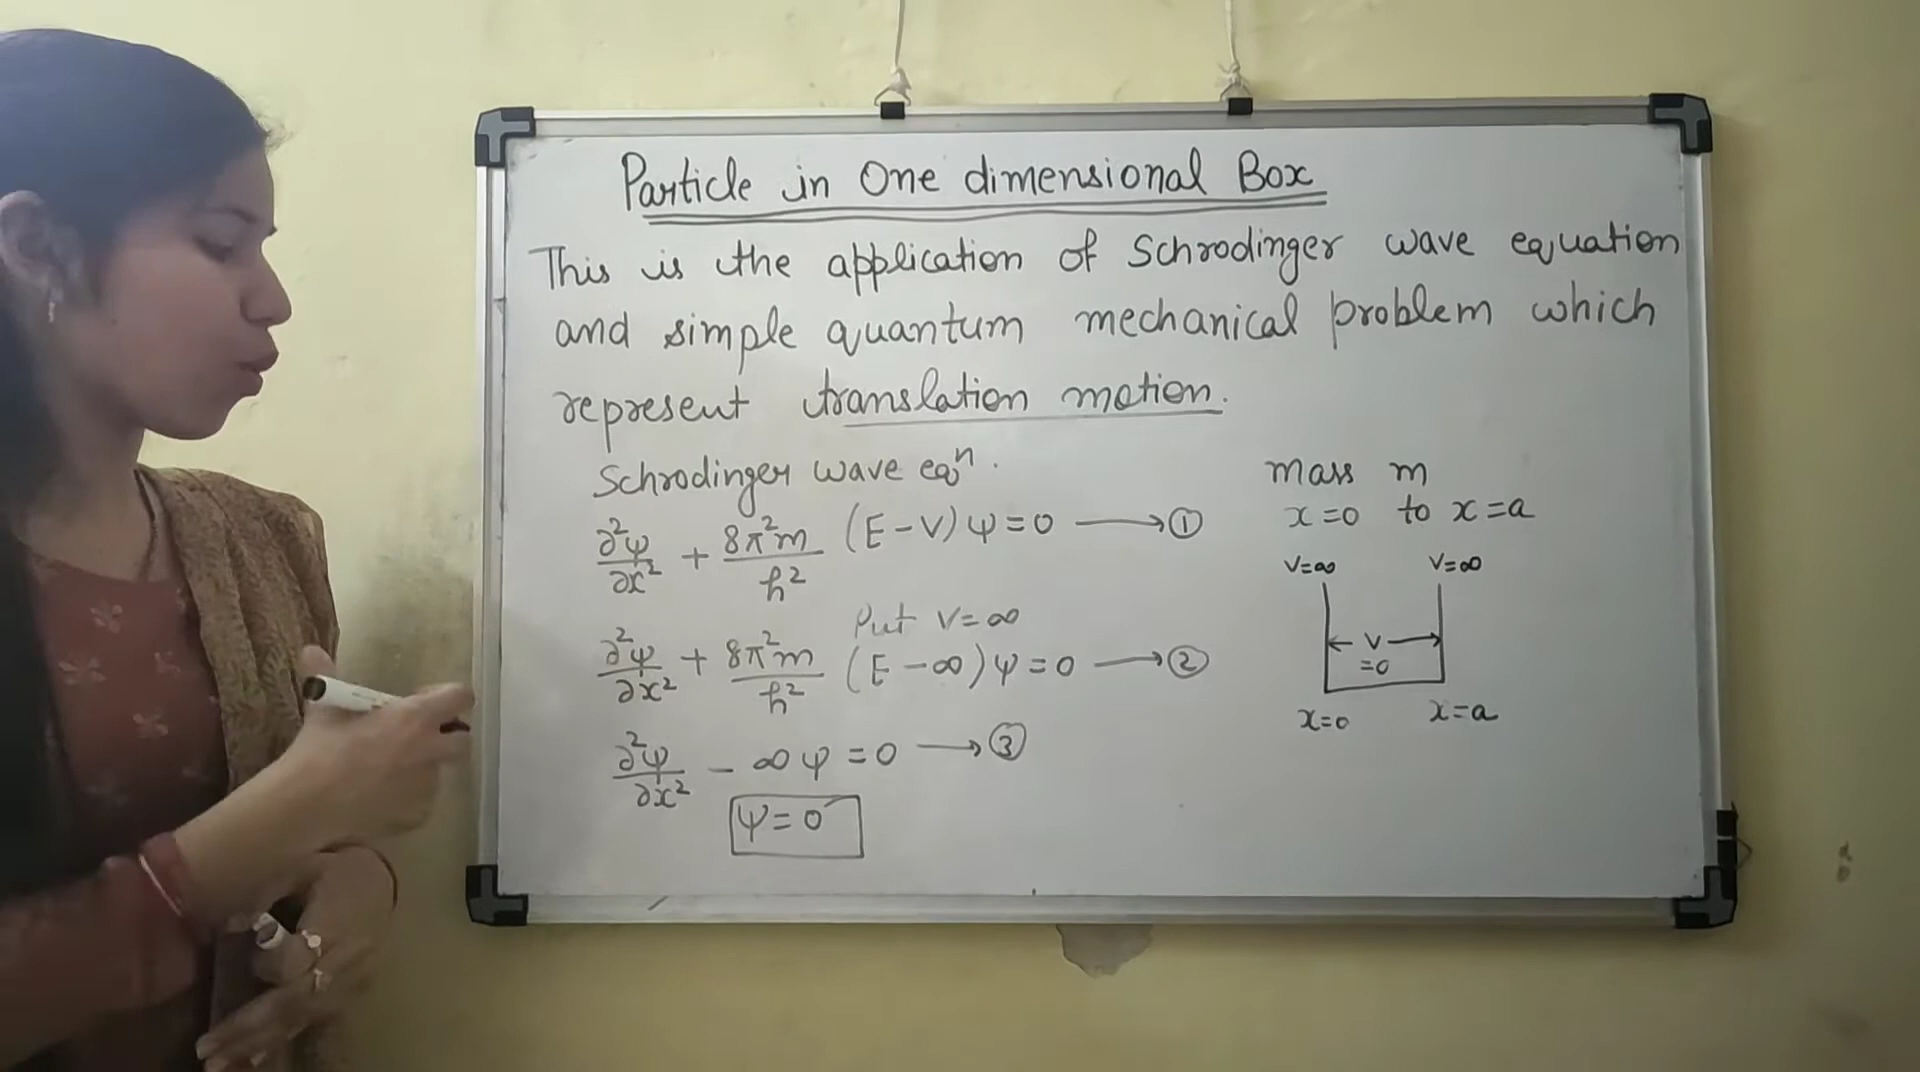 Particle in One dimensional Box
This is the application of Schrodinger wave equation
and simple quantum mechanical problem which
represent translation motion.
Schrodinger wave eqⁿ.
∂²ψ/∂x² + 8π²m/ℏ² (E-V)ψ=0 ⟶①
Put V=∞
∂²ψ/∂x² + 8π²m/ℏ² (E-∞)ψ=0 ⟶②
∂²ψ/∂x² - ∞ψ=0 ⟶③
ψ=0
mass m
x=0 to x=a
V=∞ V=∞
← V →
=0
x=0 x=a